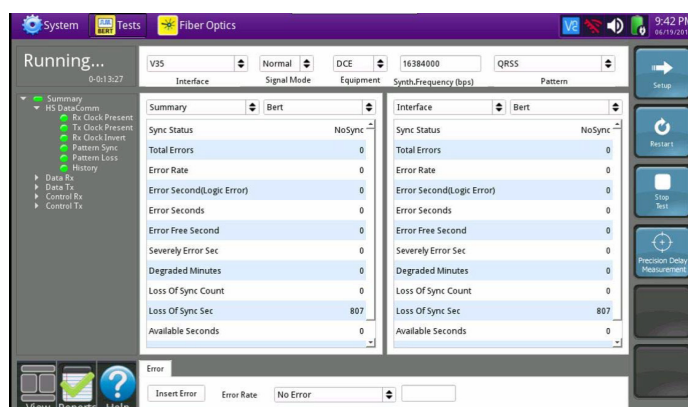 System
BERT Tests
Fiber Optics
V2
9:42 PM
Running...
0-0:13:27
V35
Normal
DCE
16384000
QRSS
Interface
Signal Mode
Equipment
Synth.Frequency (bps)
Pattern
Setup
Restart
Stop
Test
Precision Delay
Measurement
Summary
HS DataComm
Rx Clock Present
Tx Clock Present
Rx Clock Invert
Pattern Sync
Pattern Loss
History
Data Rx
Data Tx
Control Rx
Control Tx
Summary
Bert
Sync Status NoSync
Total Errors 0
Error Rate 0
Error Second(Logic Error) 0
Error Seconds 0
Error Free Second 0
Severely Error Sec 0
Degraded Minutes 0
Loss Of Sync Count 0
Loss Of Sync Sec 807
Available Seconds 0
Interface
Bert
Sync Status NoSync
Total Errors 0
Error Rate 0
Error Second(Logic Error) 0
Error Seconds 0
Error Free Second 0
Severely Error Sec 0
Degraded Minutes 0
Loss Of Sync Count 0
Loss Of Sync Sec 807
Available Seconds 0
Error
Insert Error
Error Rate
No Error
View
Reports
Help